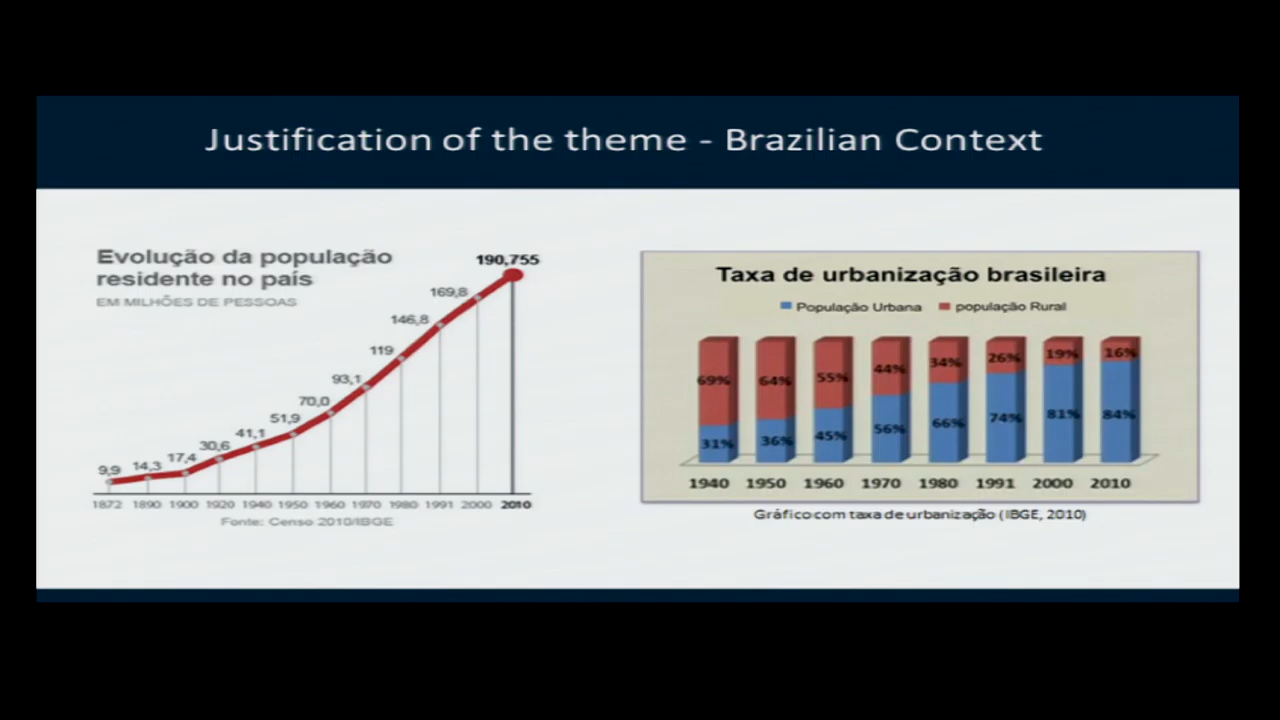 Justification of the theme - Brazilian Context
Evolução da população
residente no país
EM MILHÕES DE PESSOAS
190,755
169,8
146,8
119
93,1
70,0
51,9
41,1
30,6
17,4
14,3
9,9
1872 1890 1900 1920 1940 1950 1960 1970 1980 1991 2000 2010
Fonte: Censo 2010/IBGE
Taxa de urbanização brasileira
População Urbana população Rural
69% 64% 55% 44% 34% 26% 19% 16%
31% 36% 45% 56% 66% 74% 81% 84%
1940 1950 1960 1970 1980 1991 2000 2010
Gráfico com taxa de urbanização (IBGE, 2010)